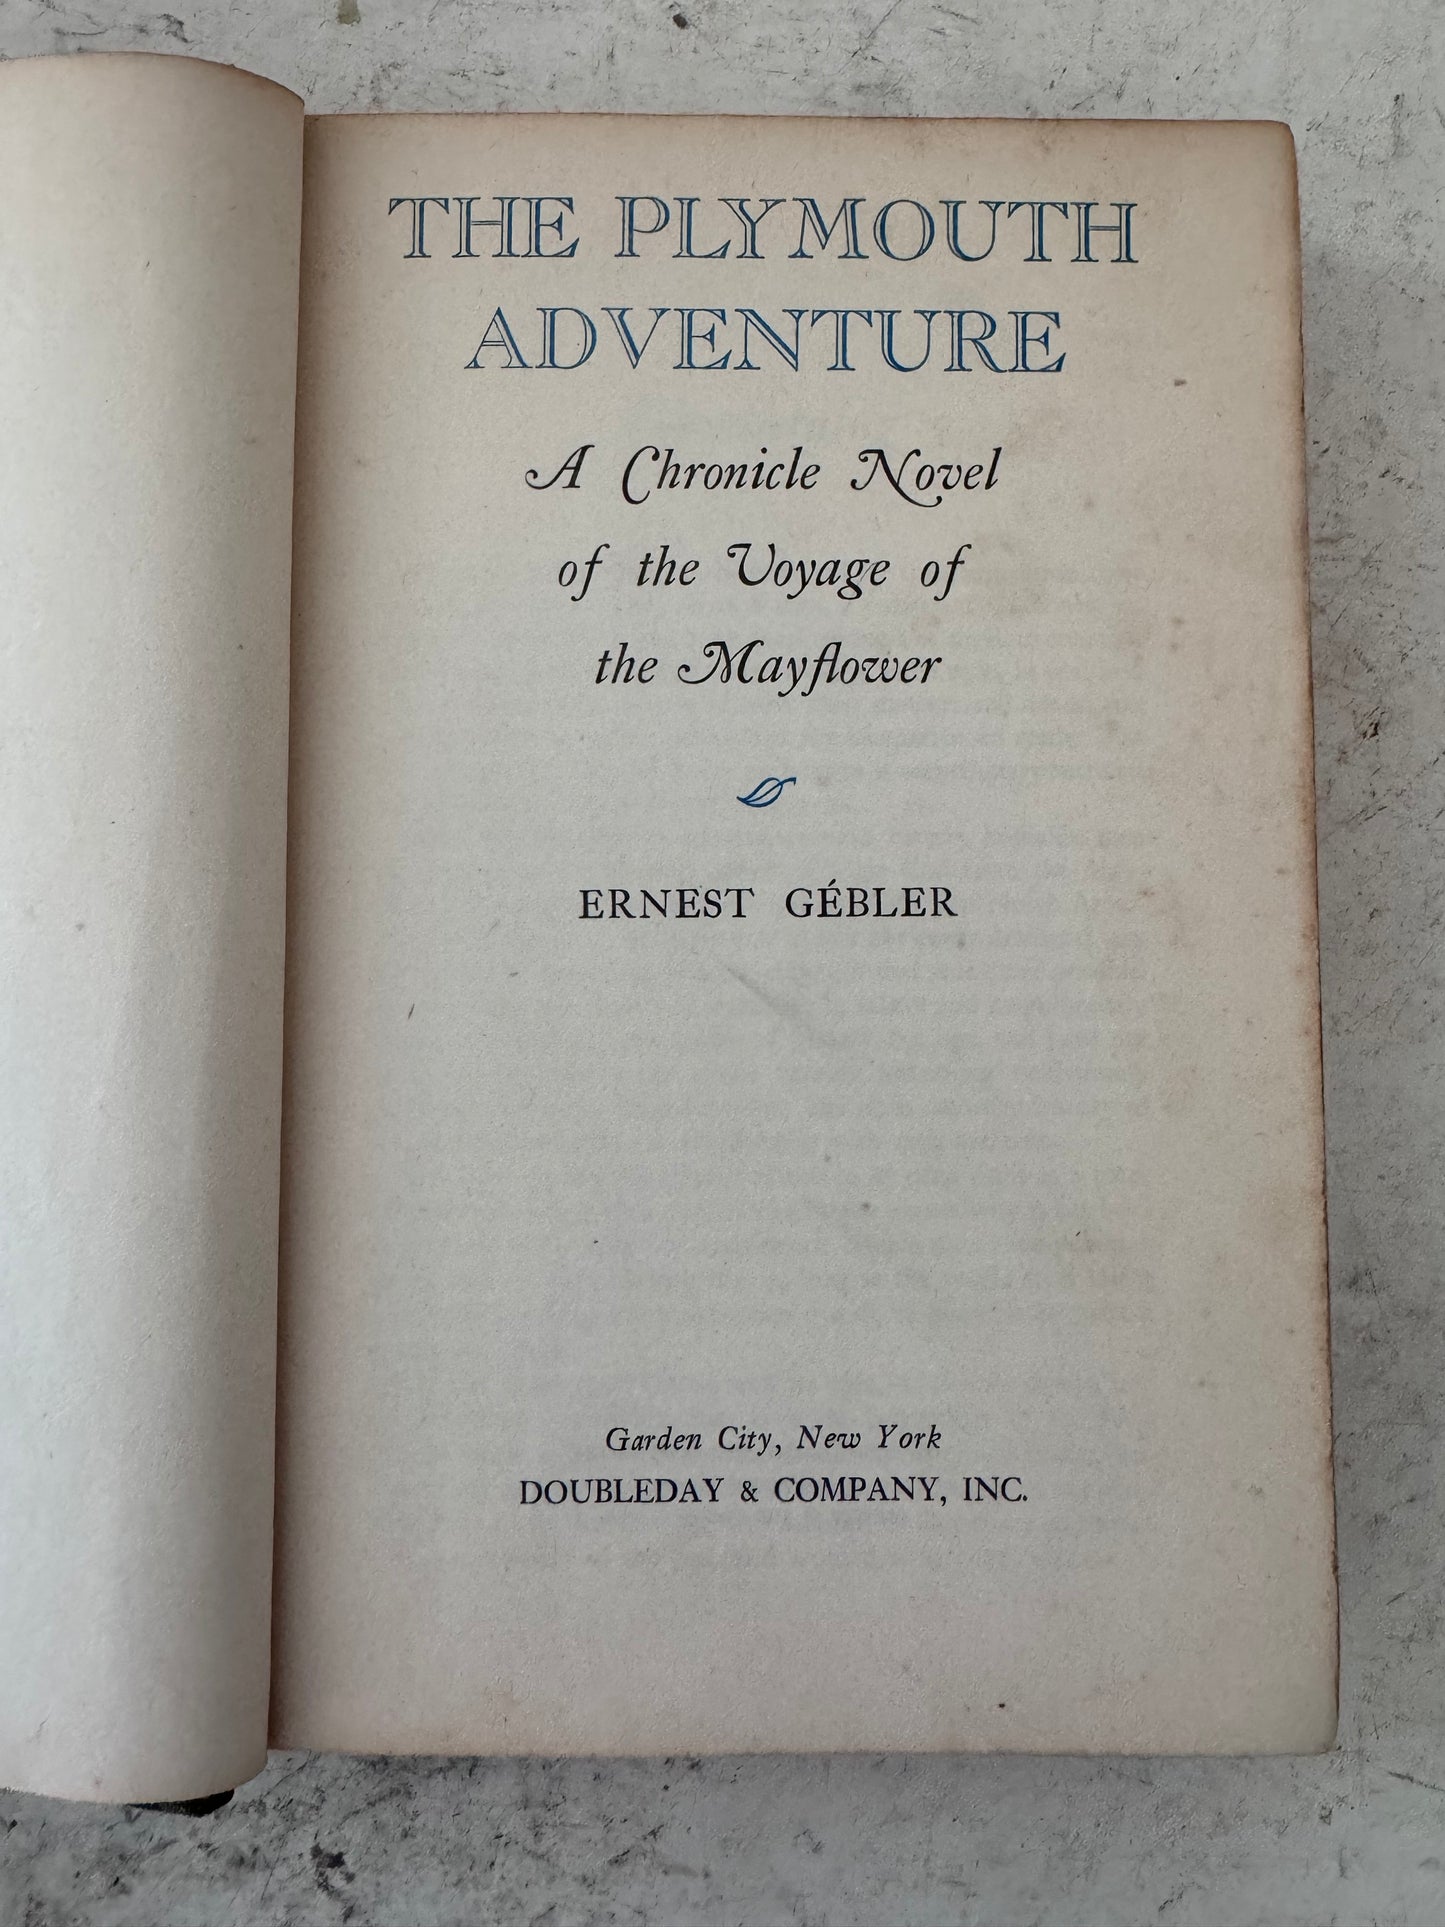 THE PLYMOUTH
ADVENTURE
A Chronicle Novel
of the Voyage of
the Mayflower
ERNEST GÉBLER
Garden City, New York
DOUBLEDAY & COMPANY, INC.